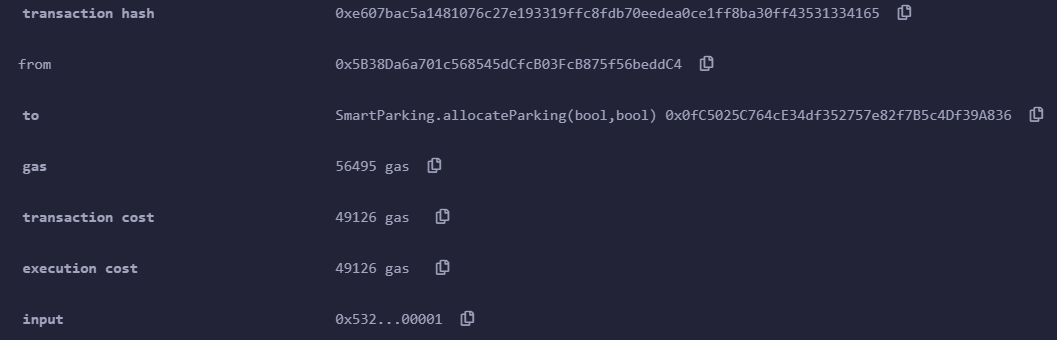 transaction hash 0xe607bac5a1481076c27e193319ffc8fdb70eedea0ce1ff8ba30ff43531334165
from 0x5B38Da6a701c568545dCfcB03FcB875f56beddC4
to SmartParking.allocateParking(bool,bool) 0x0fC5025C764cE34df352757e82f7B5c4Df39A836
gas 56495 gas
transaction cost 49126 gas
execution cost 49126 gas
input 0x532...00001